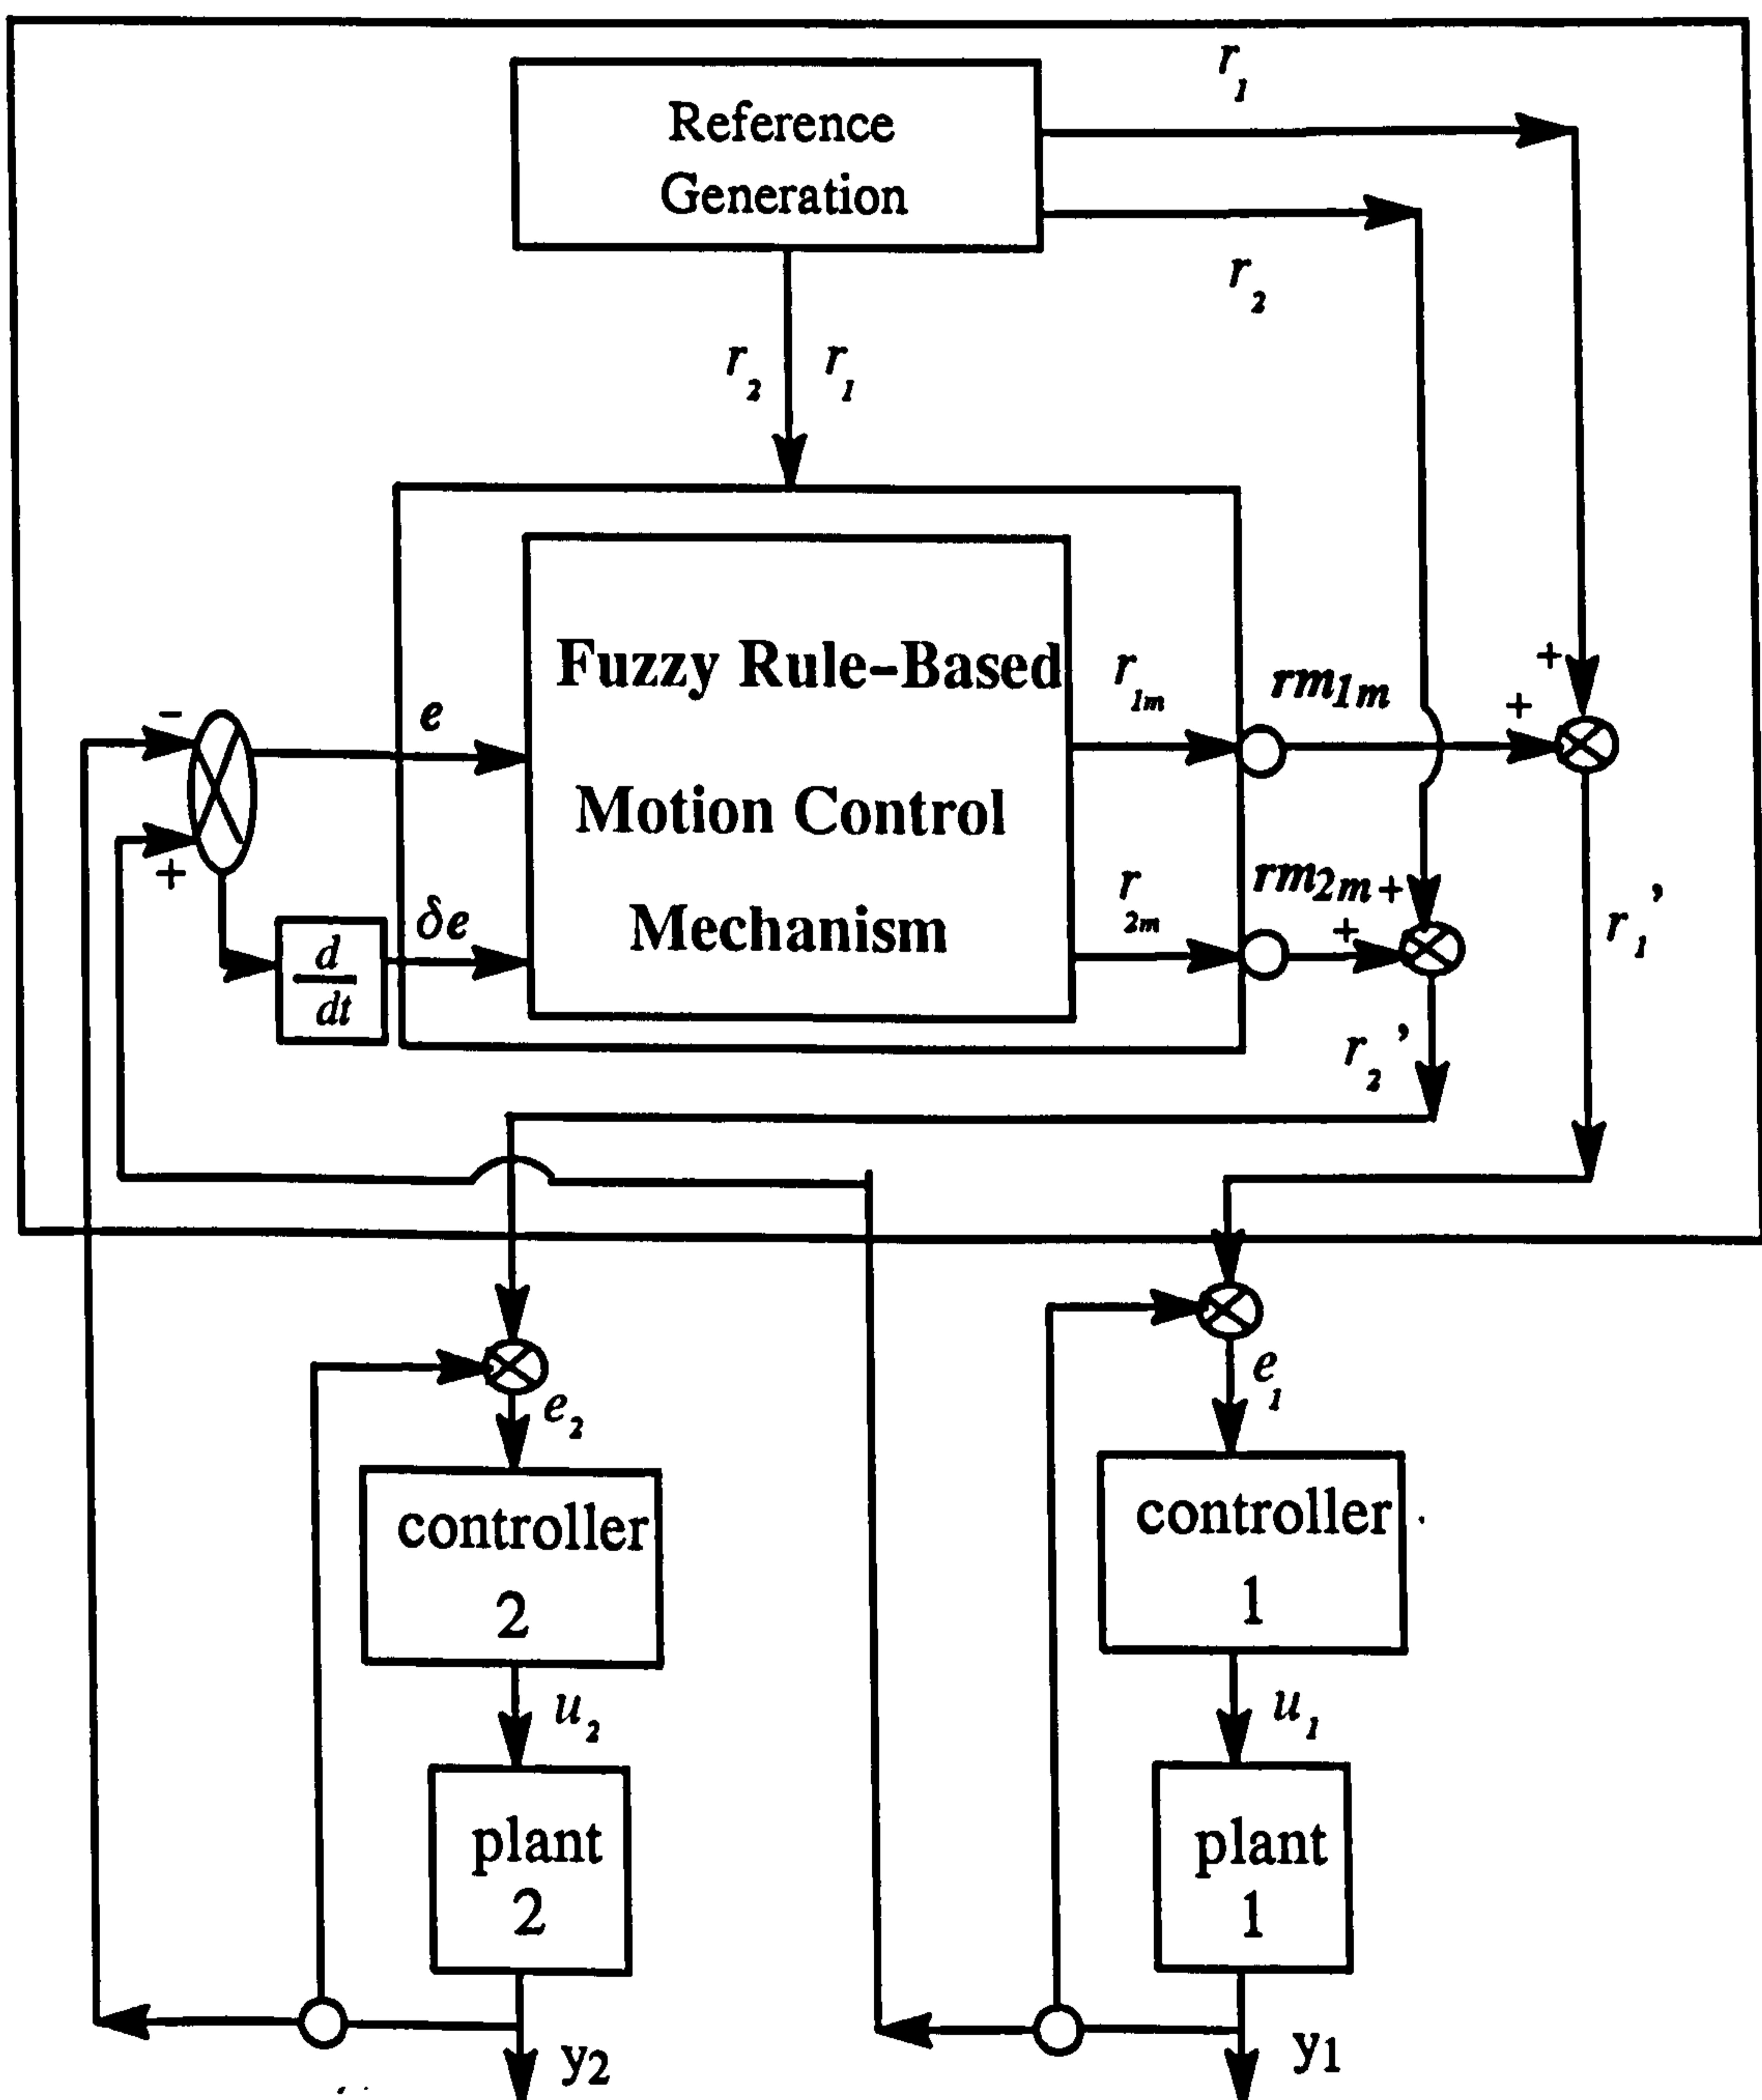 r1
Reference
Generation
r2
r2 r1
Fuzzy Rule-Based
Motion Control
Mechanism
e
δe
d
dt
r1m
rm1m
r2m
rm2m
+
+
+
+
-
+
r1'
r2'
e1
e2
controller
2
controller
1
u2
u1
plant
2
plant
1
y2
y1